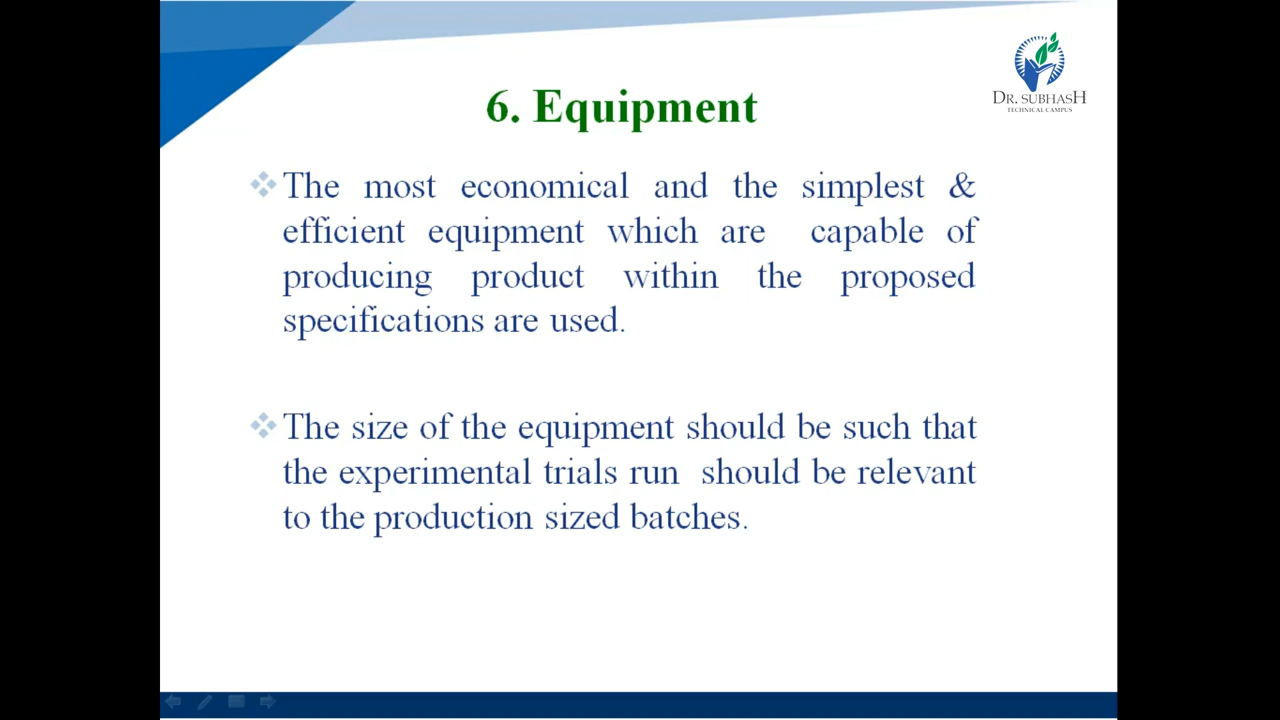 DR. SUBHASH
TECHNICAL CAMPUS
6. Equipment
The most economical and the simplest &
efficient equipment which are capable of
producing product within the proposed
specifications are used.
The size of the equipment should be such that
the experimental trials run should be relevant
to the production sized batches.